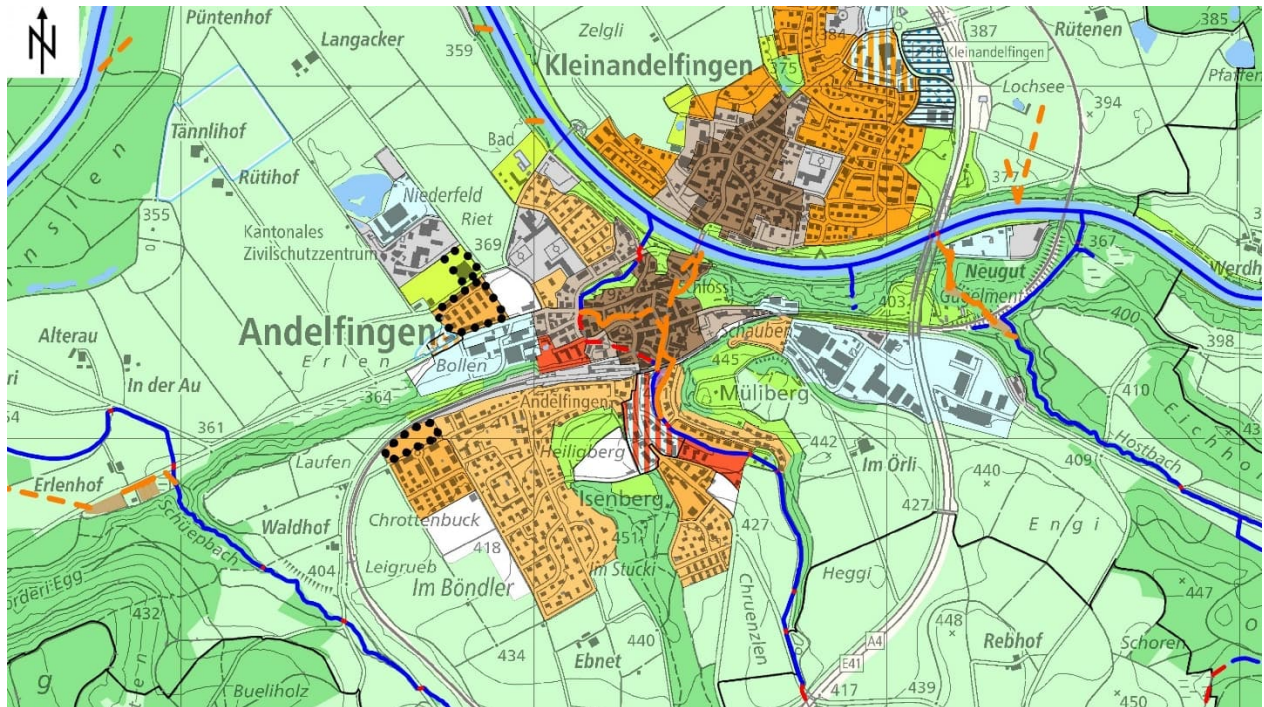 N
Püntenhof
Langacker
359
Zelgli
384
387
Kleinandelfingen
Rütenen
385
Kleinandelfingen
375
Pfaffen
Lochsee
394
Tännlihof
Bad
Rütihof
Niederfeld
355
Riet
Kantonales
Zivilschutzzentrum
369
377
367
Neugut
Werdh
Schloss
403
Gütlelment
400
Andelfingen
Schauber
398
Alterau
Erlen
Bollen
445
In der Au
364
Müliberg
410
Andelfingen
Eichhol
361
442
Laufen
Heiligberg
Im Örli
Hostbach
409
Erlenhof
Isenberg
440
427
Schüepbach
Waldhof
Chrottenbuck
427
Engi
418
451
404
Im Stucki
Heggi
Leigrueb
Im Böndler
447
432
Chruenzlen
448
440
A4
Rebhof
Schoren
434
Ebnet
E41
g
Bueliholz
417
439
450